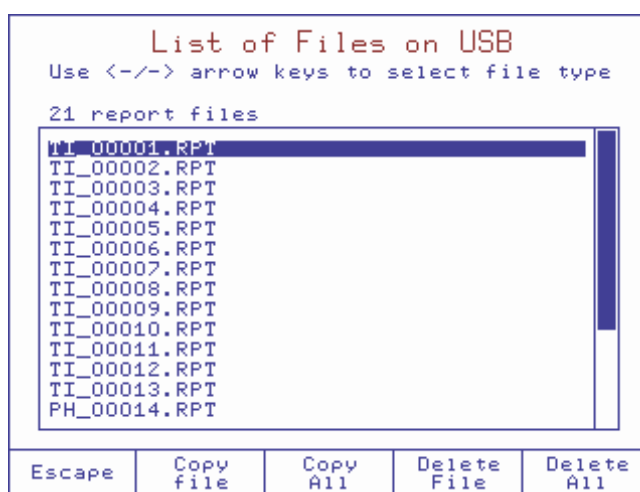 List of Files on USB
Use <-/-> arrow keys to select file type
21 report files
TI_00001.RPT
TI_00002.RPT
TI_00003.RPT
TI_00004.RPT
TI_00005.RPT
TI_00006.RPT
TI_00007.RPT
TI_00008.RPT
TI_00009.RPT
TI_00010.RPT
TI_00011.RPT
TI_00012.RPT
TI_00013.RPT
PH_00014.RPT
Escape
Copy
file
Copy
All
Delete
File
Delete
All